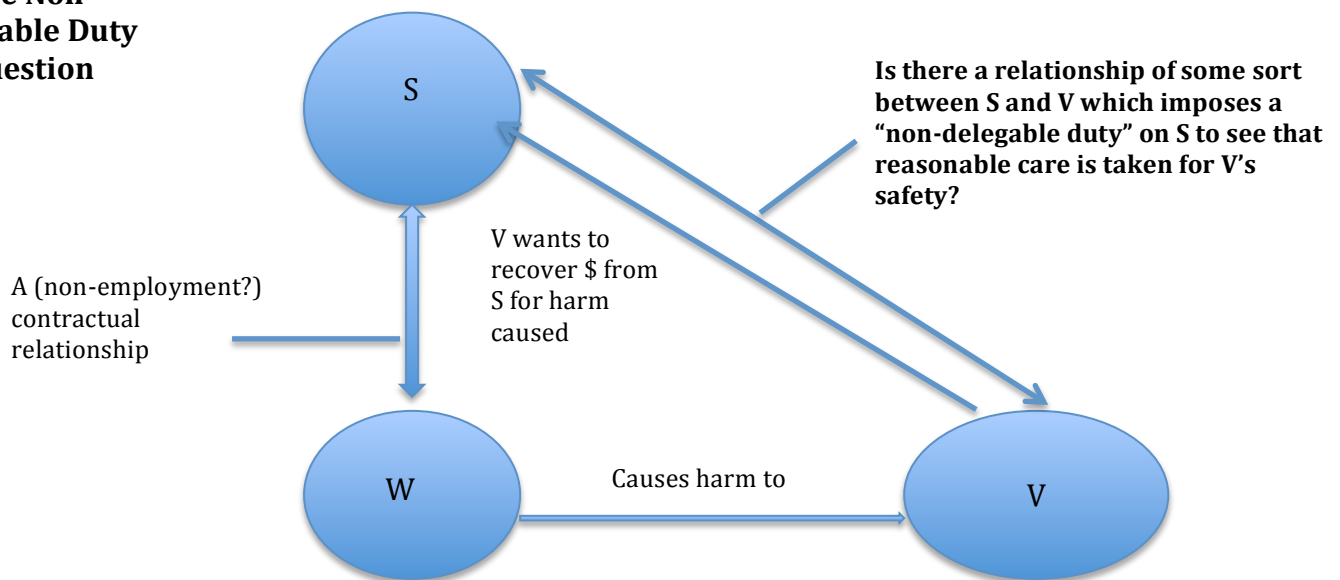 able Duty
S
Is there a relationship of some sort
between S and V which imposes a
“non-delegable duty” on S to see that
reasonable care is taken for V’s
safety?
V wants to
recover $ from
S for harm
caused
A (non-employment?)
contractual
relationship
W
Causes harm to
V